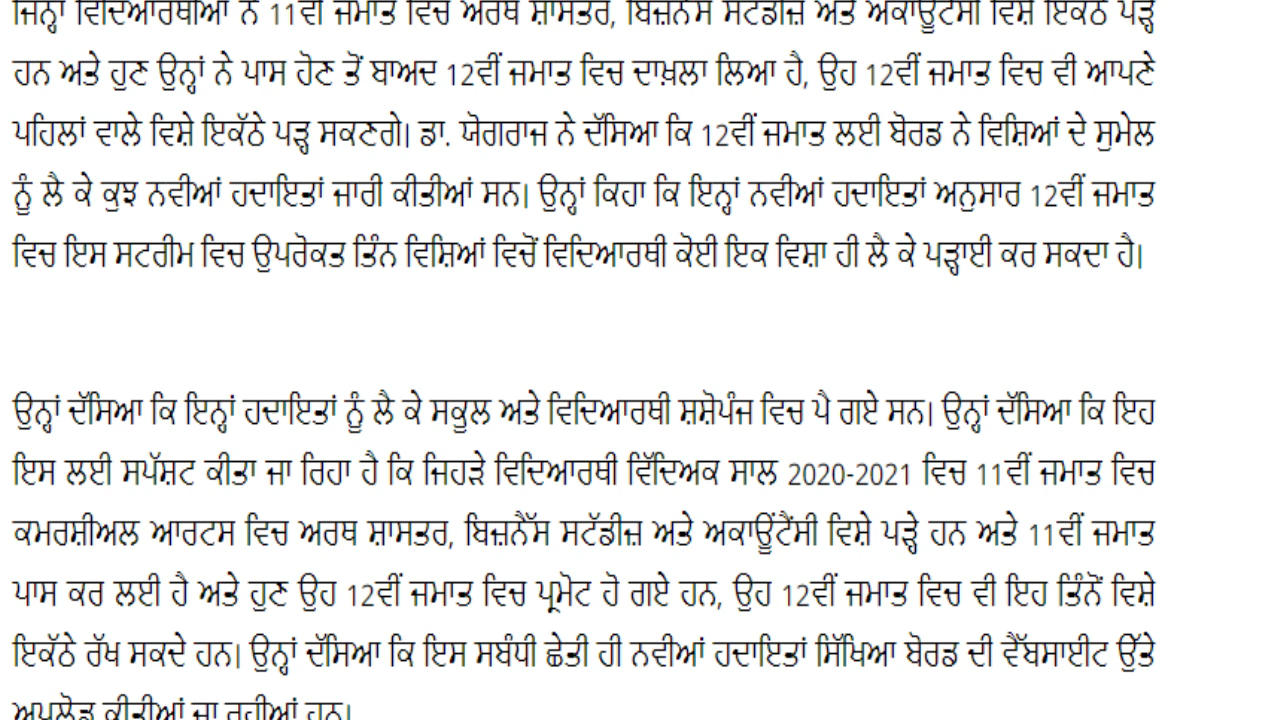 ਜਿਨ੍ਹਾਂ ਵਿਦਿਆਰਥੀਆਂ ਨੇ 11ਵੀਂ ਜਮਾਤ ਵਿਚ ਅਰਥ ਸ਼ਾਸਤਰ, ਬਿਜ਼ਨੈੱਸ ਸਟੱਡੀਜ਼ ਅਤੇ ਅਕਾਊਂਟੈਂਸੀ ਵਿਸ਼ੇ ਇਕੱਠੇ ਪੜ੍ਹੇ
ਹਨ ਅਤੇ ਹੁਣ ਉਨ੍ਹਾਂ ਨੇ ਪਾਸ ਹੋਣ ਤੋਂ ਬਾਅਦ 12ਵੀਂ ਜਮਾਤ ਵਿਚ ਦਾਖ਼ਲਾ ਲਿਆ ਹੈ, ਉਹ 12ਵੀਂ ਜਮਾਤ ਵਿਚ ਵੀ ਆਪਣੇ
ਪਹਿਲਾਂ ਵਾਲੇ ਵਿਸ਼ੇ ਇਕੱਠੇ ਪੜ੍ਹ ਸਕਣਗੇ। ਡਾ. ਯੋਗਰਾਜ ਨੇ ਦੱਸਿਆ ਕਿ 12ਵੀਂ ਜਮਾਤ ਲਈ ਬੋਰਡ ਨੇ ਵਿਸ਼ਿਆਂ ਦੇ ਸੁਮੇਲ
ਨੂੰ ਲੈ ਕੇ ਕੁਝ ਨਵੀਆਂ ਹਦਾਇਤਾਂ ਜਾਰੀ ਕੀਤੀਆਂ ਸਨ। ਉਨ੍ਹਾਂ ਕਿਹਾ ਕਿ ਇਨ੍ਹਾਂ ਨਵੀਆਂ ਹਦਾਇਤਾਂ ਅਨੁਸਾਰ 12ਵੀਂ ਜਮਾਤ
ਵਿਚ ਇਸ ਸਟਰੀਮ ਵਿਚ ਉਪਰੋਕਤ ਤਿੰਨ ਵਿਸ਼ਿਆਂ ਵਿਚੋਂ ਵਿਦਿਆਰਥੀ ਕੋਈ ਇਕ ਵਿਸ਼ਾ ਹੀ ਲੈ ਕੇ ਪੜ੍ਹਾਈ ਕਰ ਸਕਦਾ ਹੈ।
ਉਨ੍ਹਾਂ ਦੱਸਿਆ ਕਿ ਇਨ੍ਹਾਂ ਹਦਾਇਤਾਂ ਨੂੰ ਲੈ ਕੇ ਸਕੂਲ ਅਤੇ ਵਿਦਿਆਰਥੀ ਸ਼ਸ਼ੋਪੰਜ ਵਿਚ ਪੈ ਗਏ ਸਨ। ਉਨ੍ਹਾਂ ਦੱਸਿਆ ਕਿ ਇਹ
ਇਸ ਲਈ ਸਪੱਸ਼ਟ ਕੀਤਾ ਜਾ ਰਿਹਾ ਹੈ ਕਿ ਜਿਹੜੇ ਵਿਦਿਆਰਥੀ ਵਿੱਦਿਅਕ ਸਾਲ 2020-2021 ਵਿਚ 11ਵੀਂ ਜਮਾਤ ਵਿਚ
ਕਮਰਸ਼ੀਅਲ ਆਰਟਸ ਵਿਚ ਅਰਥ ਸ਼ਾਸਤਰ, ਬਿਜ਼ਨੈੱਸ ਸਟੱਡੀਜ਼ ਅਤੇ ਅਕਾਊਂਟੈਂਸੀ ਵਿਸ਼ੇ ਪੜ੍ਹੇ ਹਨ ਅਤੇ 11ਵੀਂ ਜਮਾਤ
ਪਾਸ ਕਰ ਲਈ ਹੈ ਅਤੇ ਹੁਣ ਉਹ 12ਵੀਂ ਜਮਾਤ ਵਿਚ ਪ੍ਰਮੋਟ ਹੋ ਗਏ ਹਨ, ਉਹ 12ਵੀਂ ਜਮਾਤ ਵਿਚ ਵੀ ਇਹ ਤਿੰਨੋਂ ਵਿਸ਼ੇ
ਇਕੱਠੇ ਰੱਖ ਸਕਦੇ ਹਨ। ਉਨ੍ਹਾਂ ਦੱਸਿਆ ਕਿ ਇਸ ਸਬੰਧੀ ਛੇਤੀ ਹੀ ਨਵੀਆਂ ਹਦਾਇਤਾਂ ਸਿੱਖਿਆ ਬੋਰਡ ਦੀ ਵੈੱਬਸਾਈਟ ਉੱਤੇ
ਅਪਲੋਡ ਕੀਤੀਆਂ ਜਾ ਰਹੀਆਂ ਹਨ।